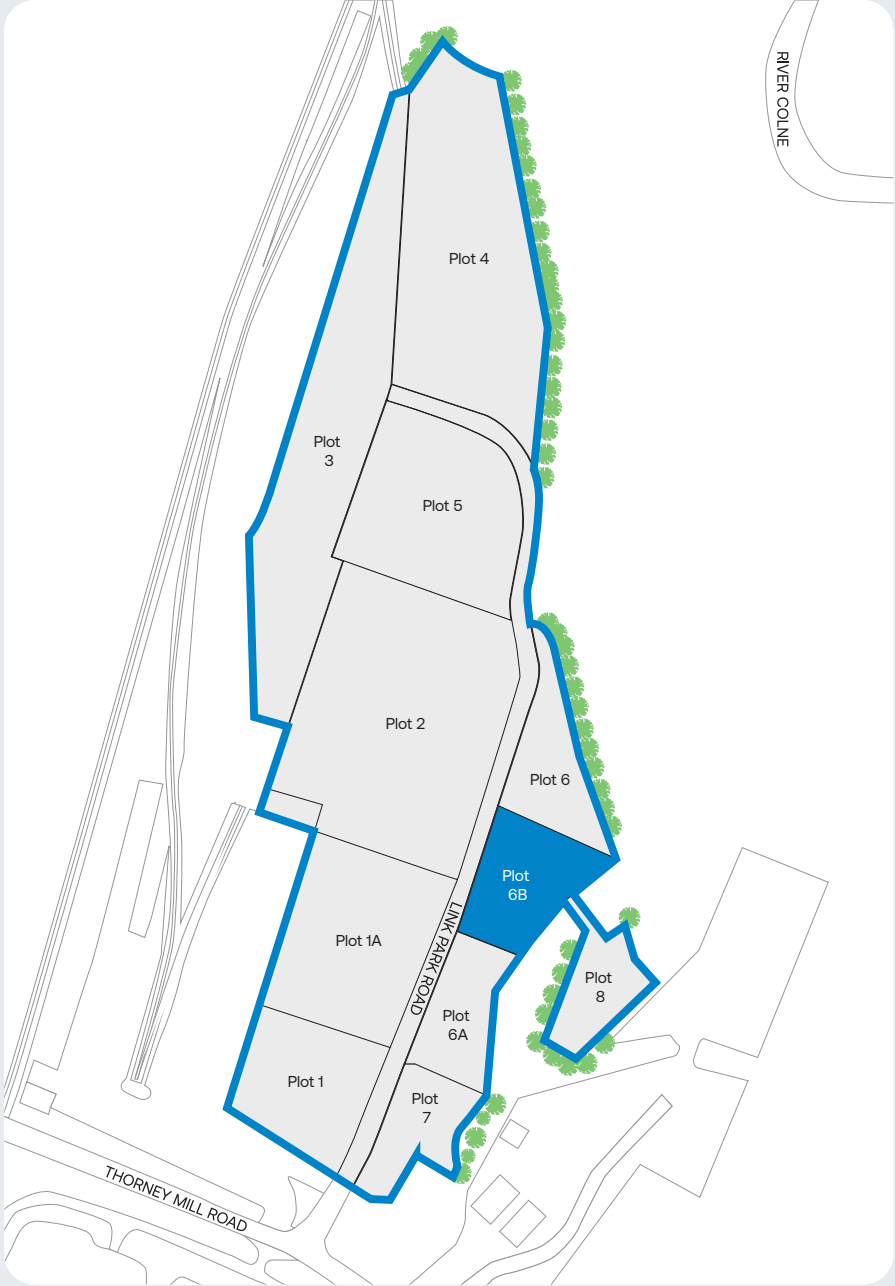 RIVER COLNE
Plot 4
Plot
3
Plot 5
Plot 2
Plot 6
Plot
6B
LINK PARK ROAD
Plot 1A
Plot
8
Plot
6A
Plot 1
Plot
7
THORNEY MILL ROAD